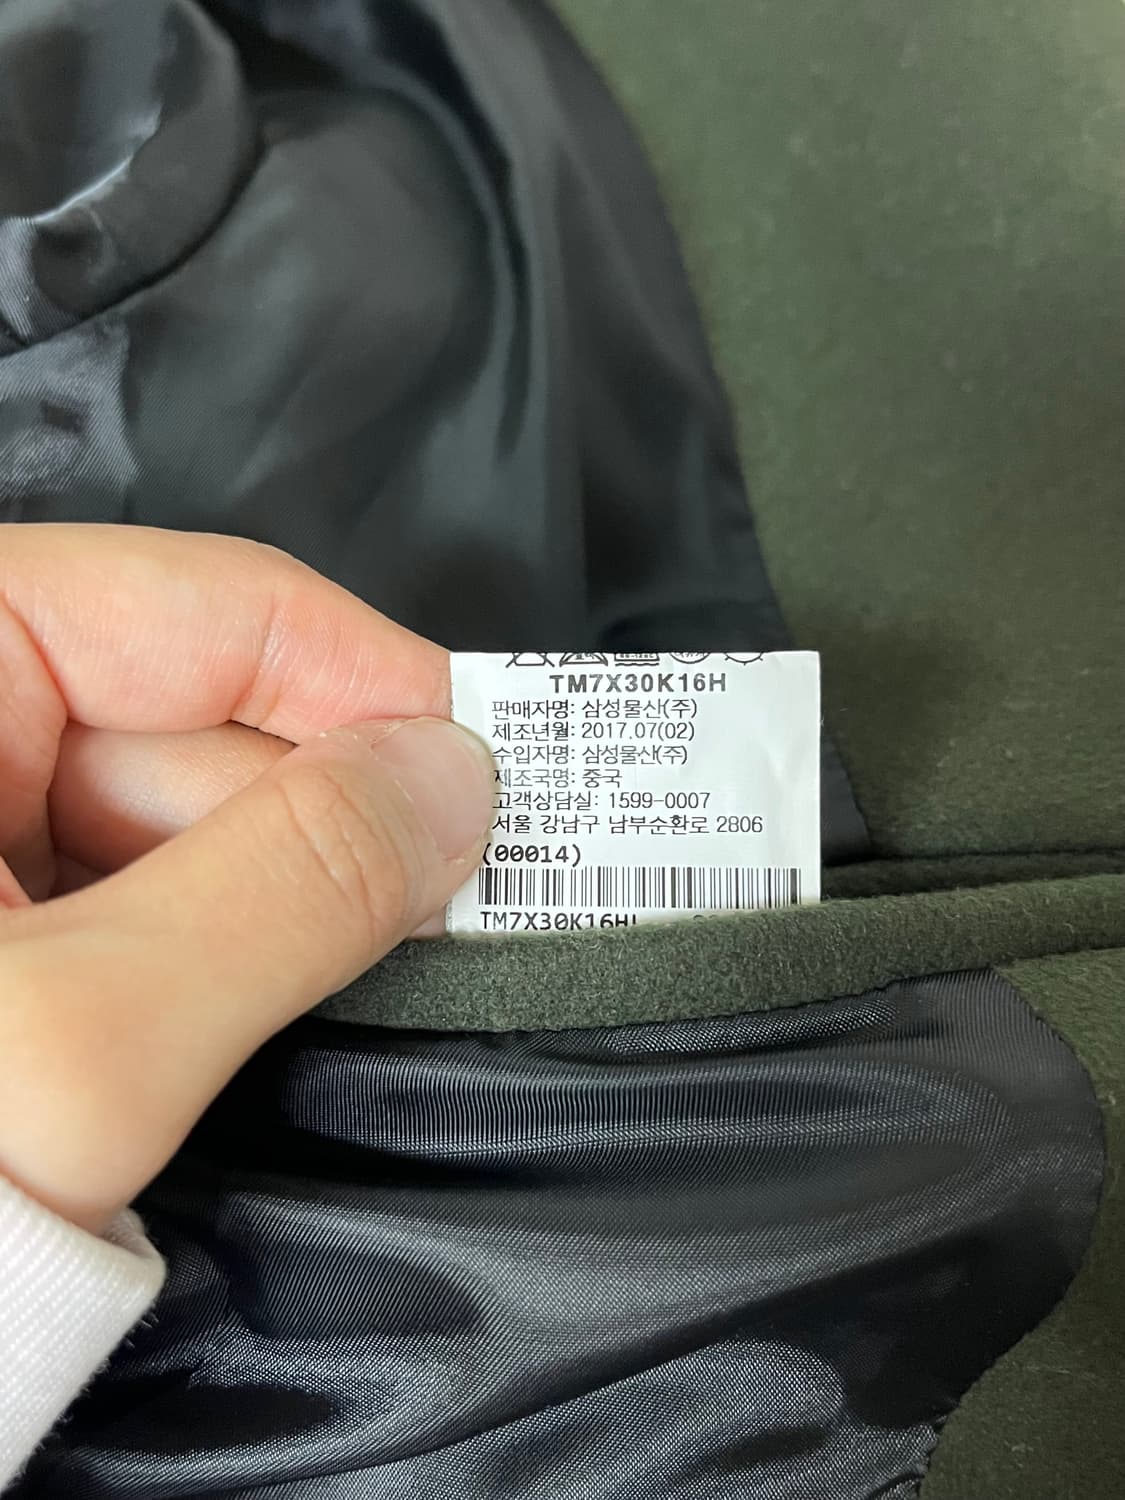 TM7X30K16H
판매자명: 삼성물산(주)
제조년월: 2017.07(02)
수입자명: 삼성물산(주)
제조국명: 중국
고객상담실: 1599-0007
서울 강남구 남부순환로 2806
(00014)
TM7X30K16H